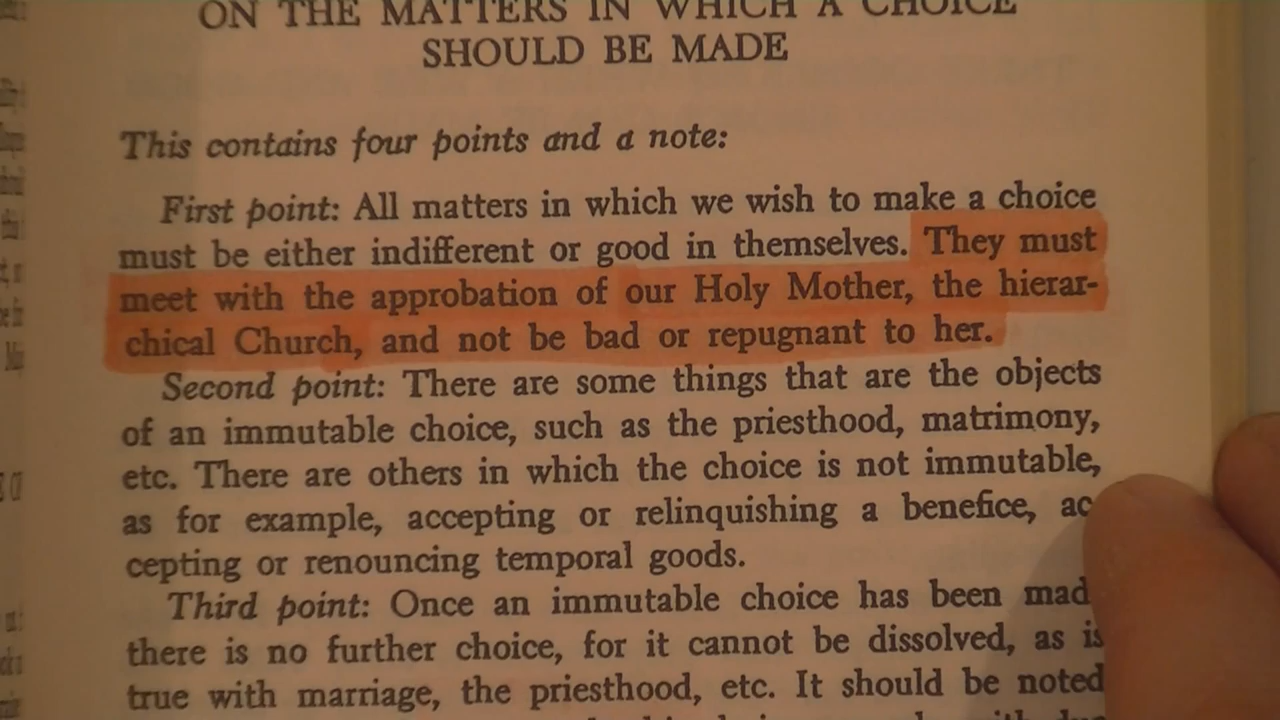 ON THE MATTERS IN WHICH A CHOICE
SHOULD BE MADE
This contains four points and a note:
First point: All matters in which we wish to make a choice
must be either indifferent or good in themselves. They must
meet with the approbation of our Holy Mother, the hierar-
chical Church, and not be bad or repugnant to her.
Second point: There are some things that are the objects
of an immutable choice, such as the priesthood, matrimony,
etc. There are others in which the choice is not immutable,
as for example, accepting or relinquishing a benefice, ac
cepting or renouncing temporal goods.
Third point: Once an immutable choice has been mad
there is no further choice, for it cannot be dissolved, as is
true with marriage, the priesthood, etc. It should be noted